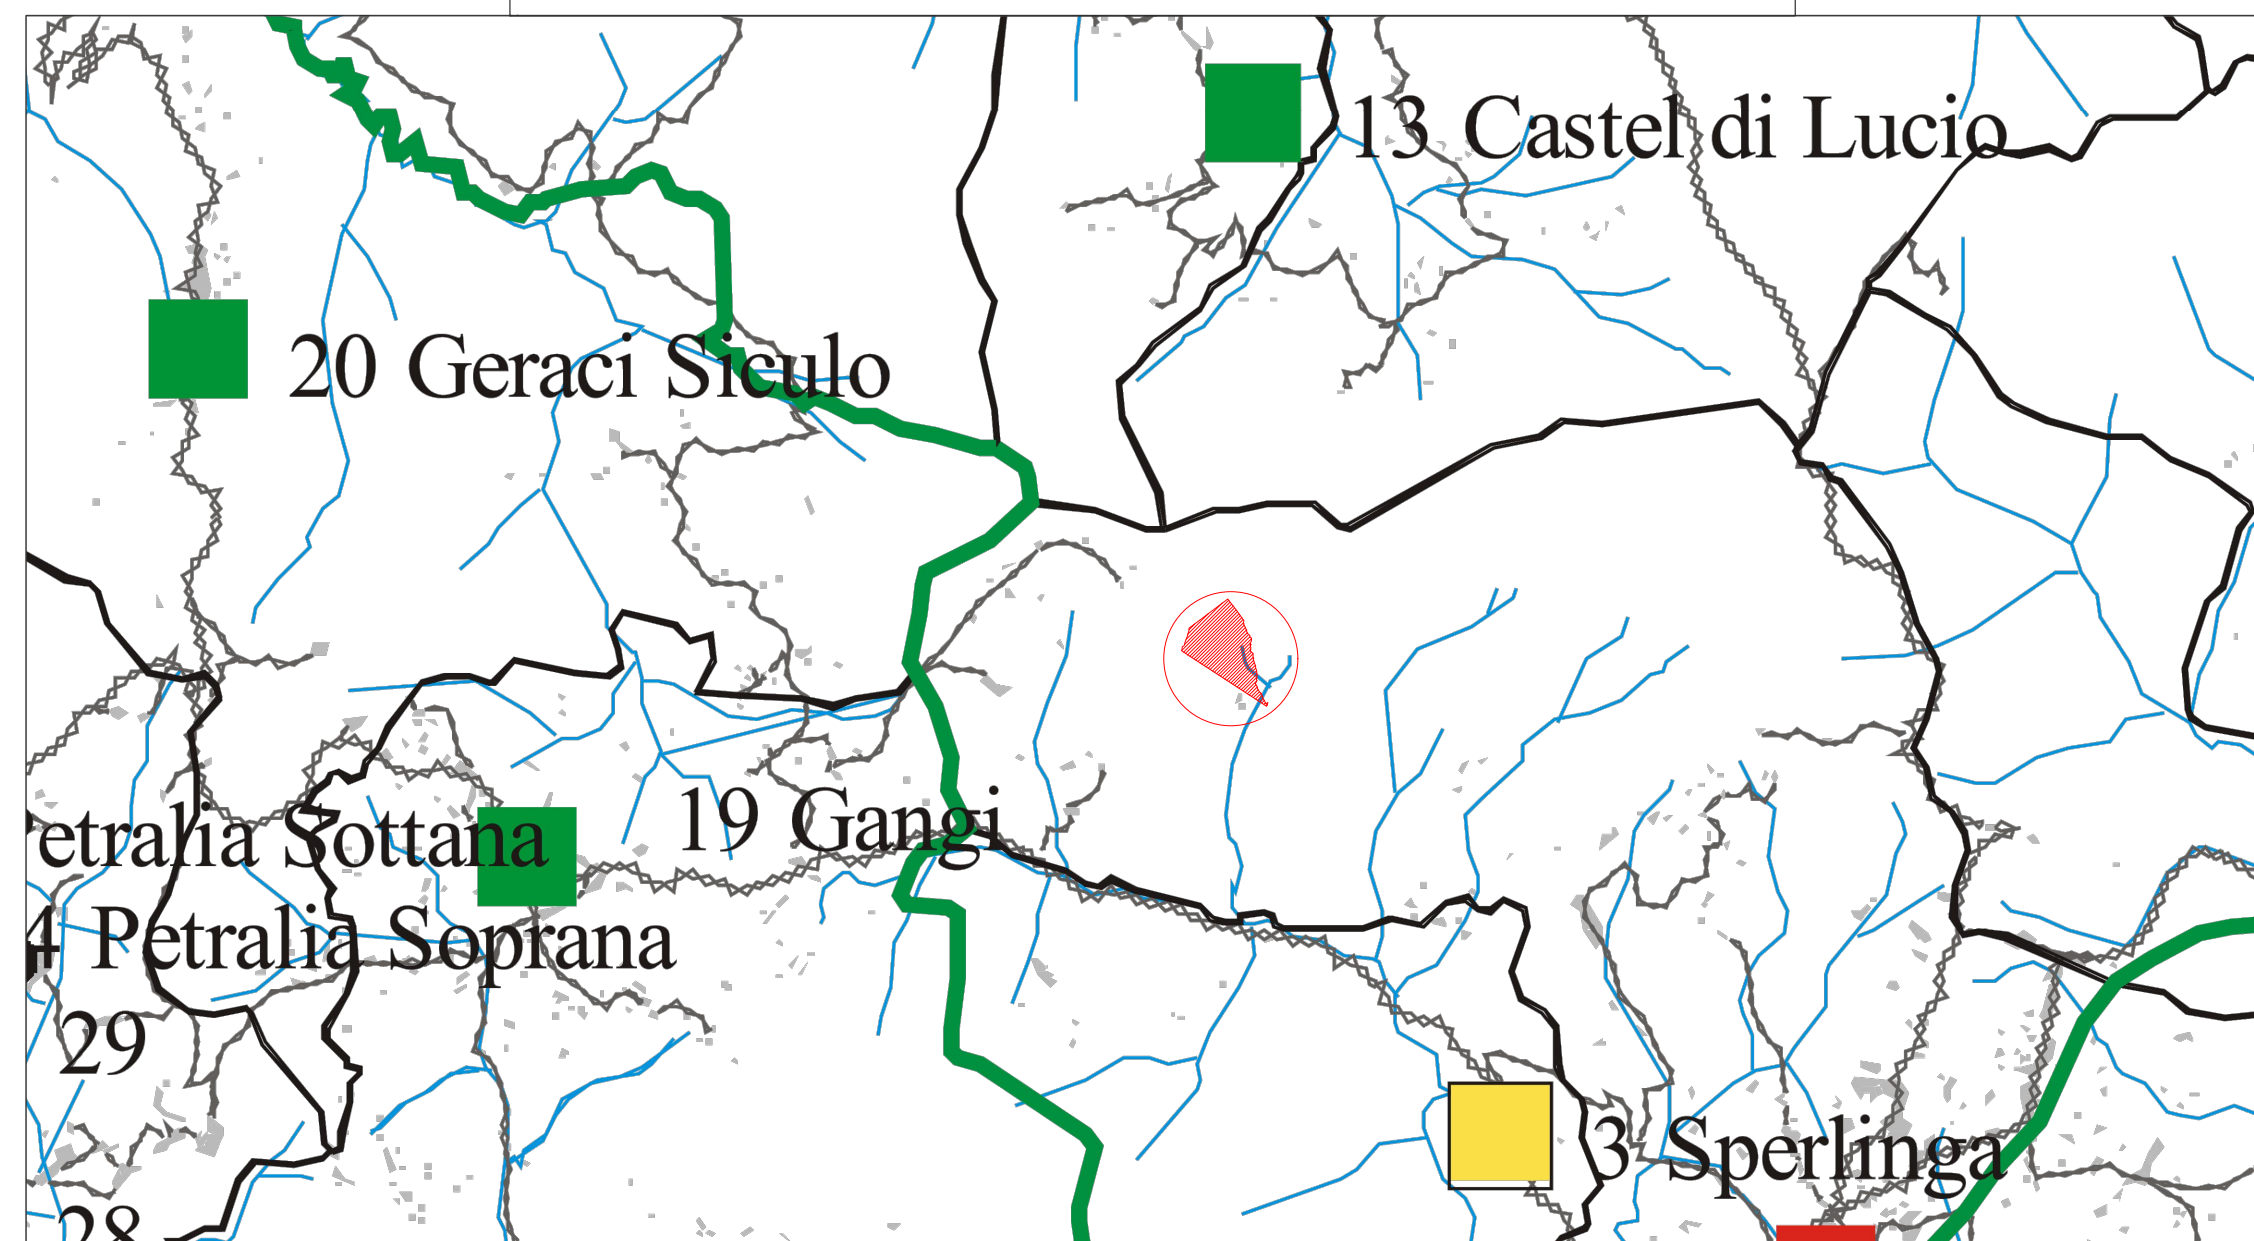 13 Castel di Lucio
20 Geraci Siculo
19 Gangi
etralia Sottana
4 Petralia Soprana
29
3 Sperlinga
28